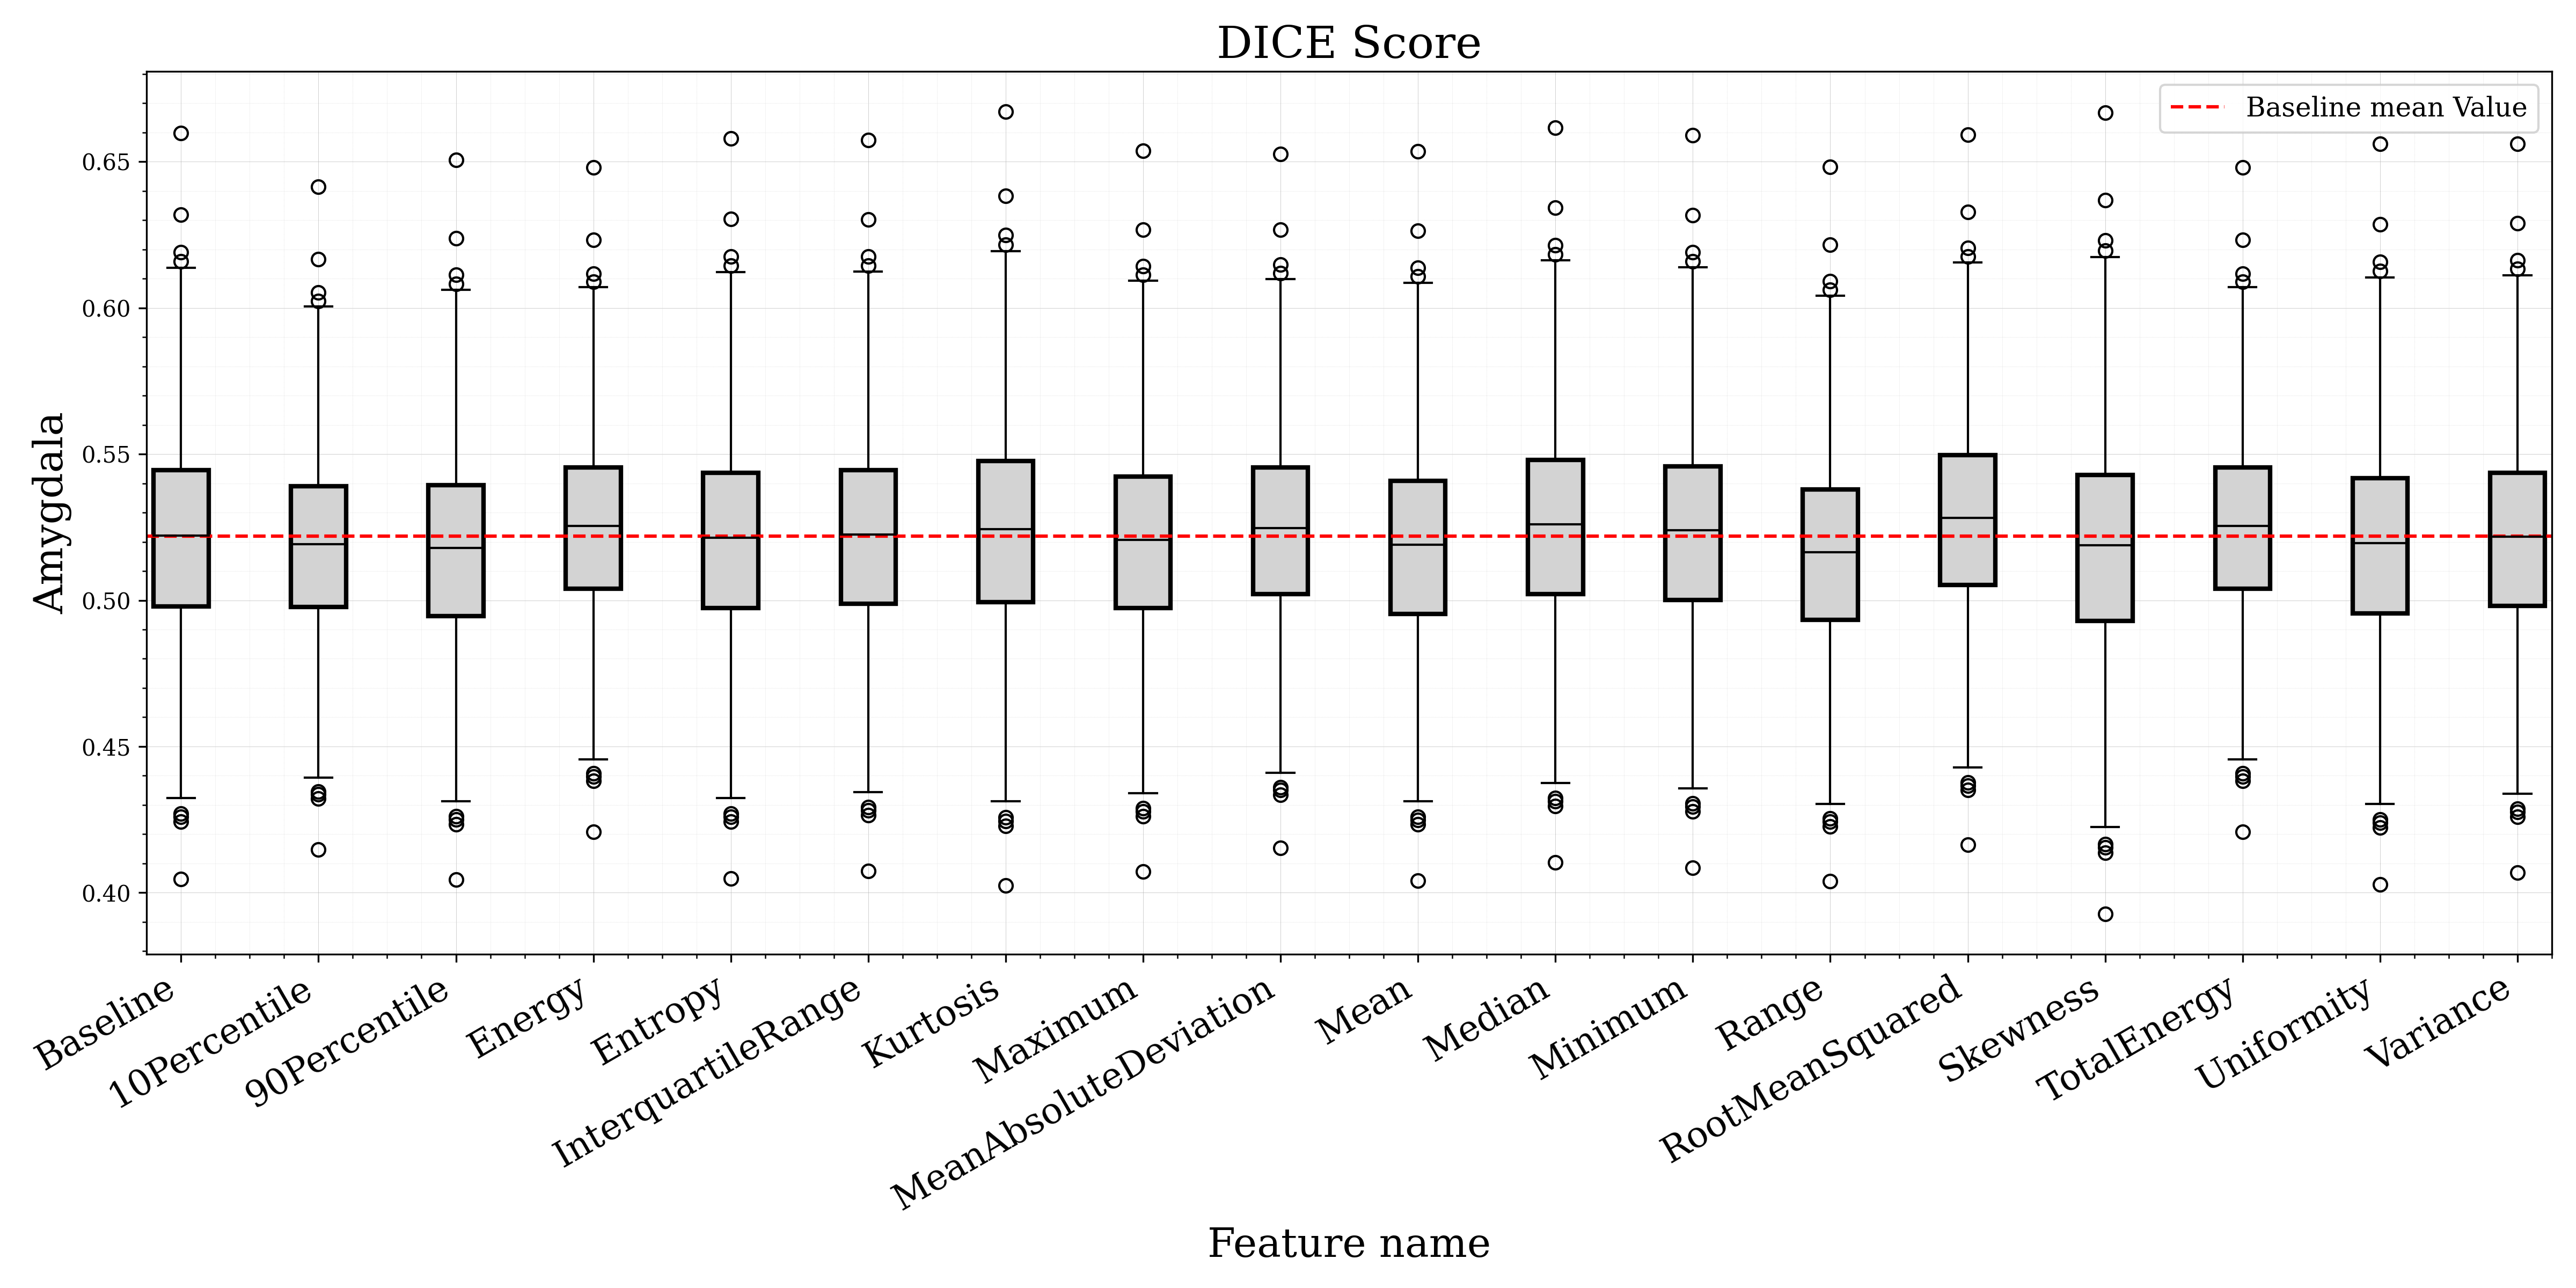 DICE Score
Baseline mean Value
Amygdala
0.65
0.60
0.55
0.50
0.45
0.40
Baseline
10Percentile
90Percentile
Energy
Entropy
InterquartileRange
Kurtosis
Maximum
MeanAbsoluteDeviation
Mean
Median
Minimum
Range
RootMeanSquared
Skewness
TotalEnergy
Uniformity
Variance
Feature name